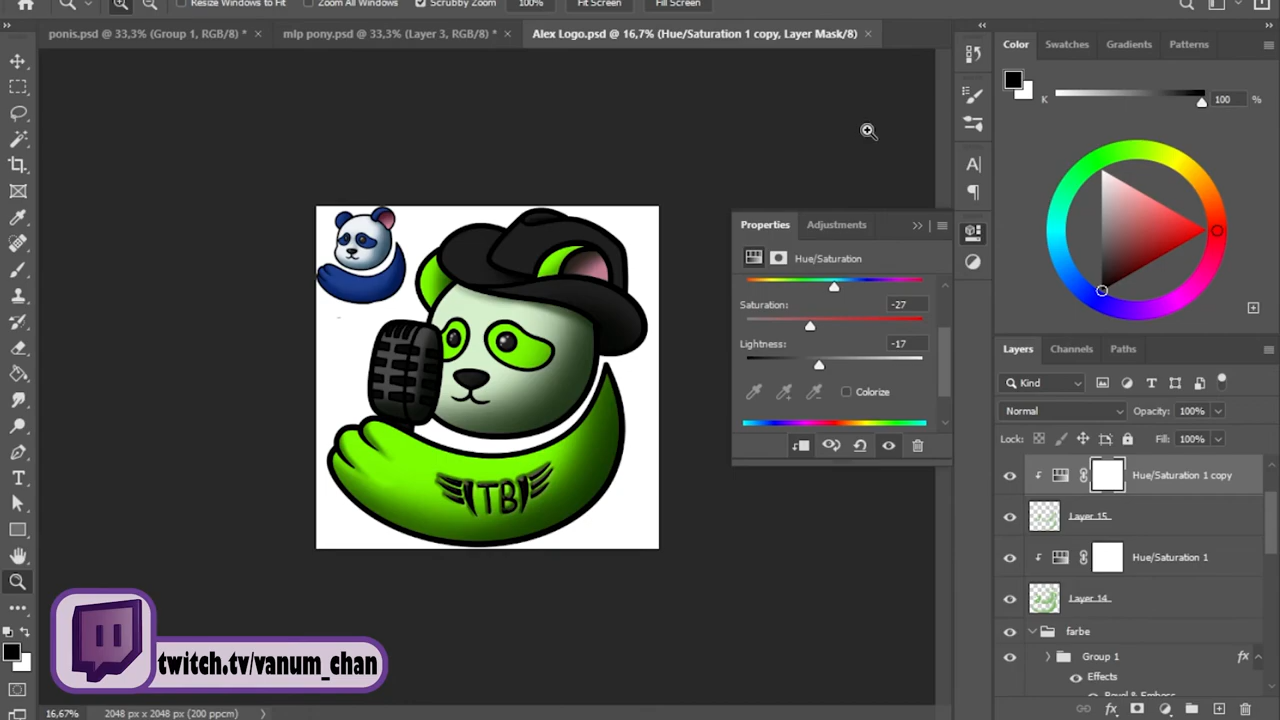 Resize Windows to Fit Zoom All Windows Scrubby Zoom 100% Fit Screen Fill Screen
ponis.psd @ 33,3% (Group 1, RGB/8) * ×
mlp pony.psd @ 33,3% (Layer 3, RGB/8) * ×
Alex Logo.psd @ 16,7% (Hue/Saturation 1 copy, Layer Mask/8) ×
Color Swatches Gradients Patterns
K 100 %
Properties Adjustments
Hue/Saturation
Saturation: -27
Lightness: -17
Colorize
TB
Layers Channels Paths
Kind
Normal Opacity: 100%
Lock: Fill: 100%
Hue/Saturation 1 copy
Layer 15
Hue/Saturation 1
Layer 14
farbe
Group 1 fx
Effects
Bevel & Emboss
twitch.tv/vanum_chan
16,67% 2048 px x 2048 px (200 ppcm)